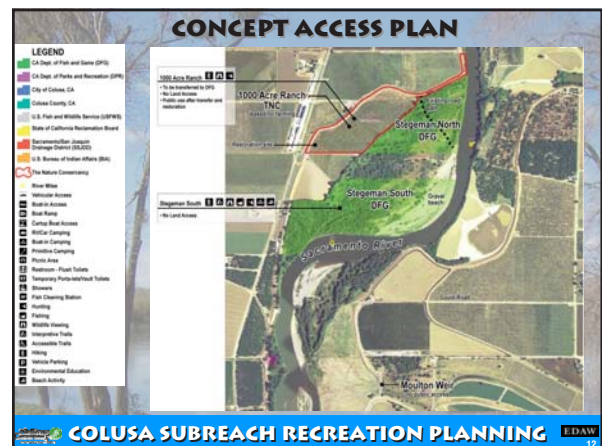 CONCEPT ACCESS PLAN
LEGEND
CA Dept. of Fish and Game (DFG)
CA Dept. of Parks and Recreation (DPR)
City of Colusa, CA
Colusa County, CA
U.S. Fish and Wildlife Service (USFWS)
State of California Reclamation Board
Sacramento/San Joaquin
Drainage District (SSJDD)
U.S. Bureau of Indian Affairs (BIA)
The Nature Conservancy
River Miles
Vehicular Access
Boat-in Access
Boat Ramp
Cartop Boat Access
RV/Car Camping
Boat-in Camping
Primitive Camping
Picnic Area
Restroom - Flush Toilets
Temporary Porta-lets/Vault Toilets
Showers
Fish Cleaning Station
Hunting
Fishing
Wildlife Viewing
Interpretive Trails
Accessible Trails
Hiking
Vehicle Parking
Environmental Education
Beach Activity
1000 Acre Ranch
• To be transferred to DFG
• No Land Access
• Public use after transfer and
restoration
1000 Acre Ranch
TNC
leased for farming
Restoration site
Stegeman North
DFG
Stegeman South
• No Land Access
Stegeman South
DFG
Gravel
beach
Sacramento River
Moulton Weir
public access
COLUSA SUBREACH RECREATION PLANNING
EDAW
12